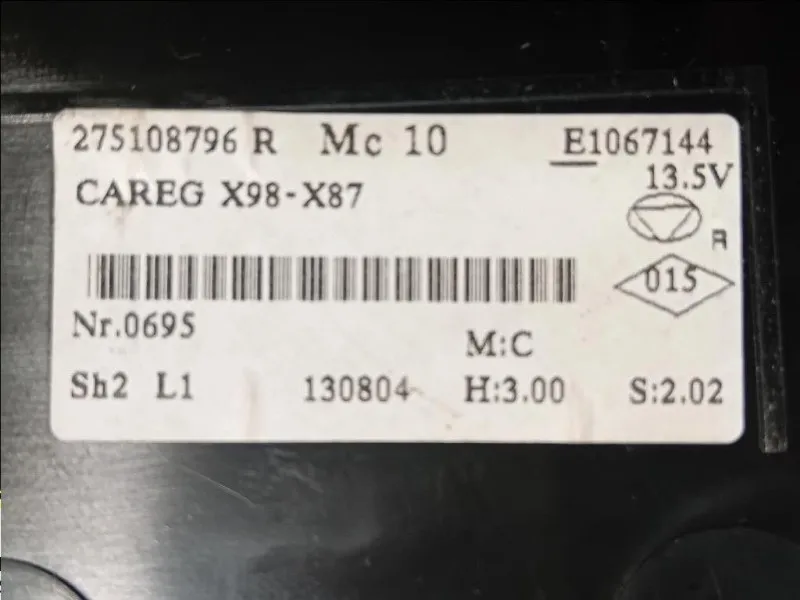 275108796 R Mc 10 E1067144
13.5V
CAREG X98-X87
R
015
Nr.0695
M:C
Sh2 L1 130804 H:3.00 S:2.02